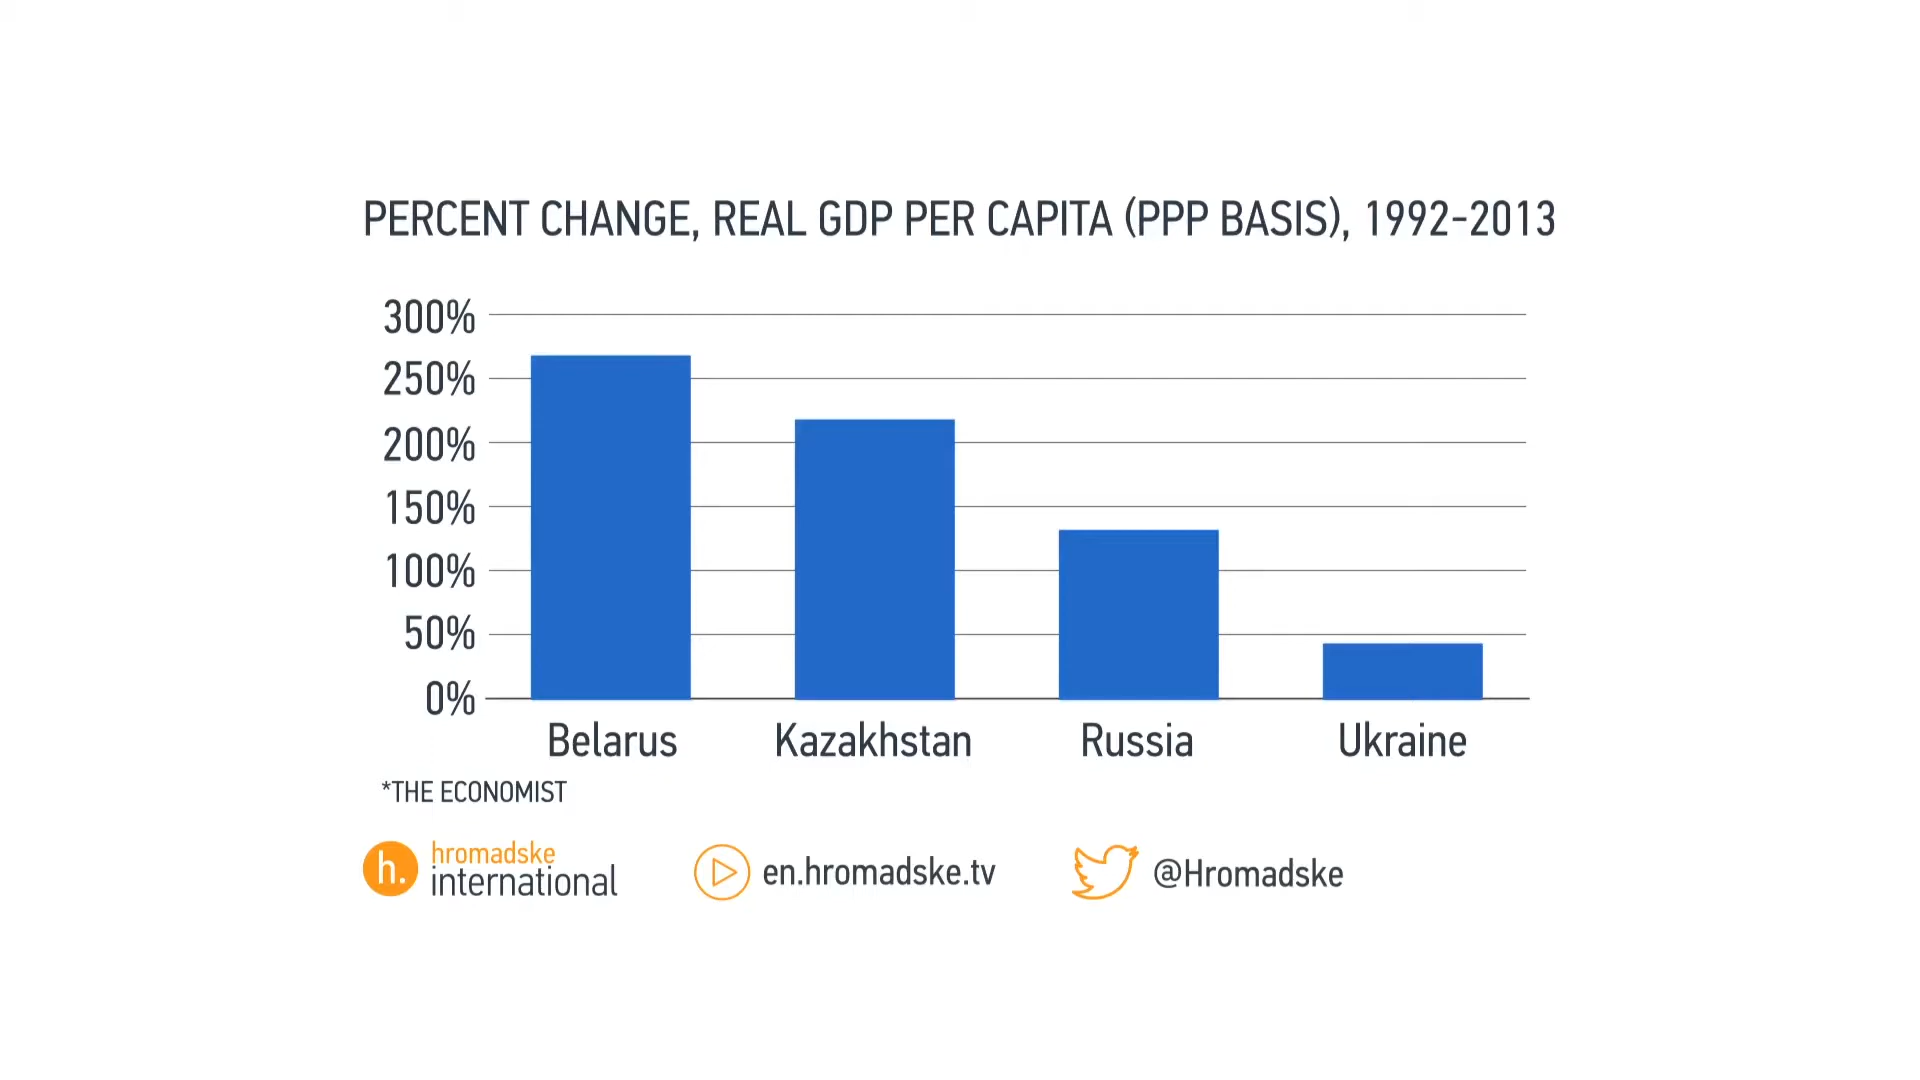 PERCENT CHANGE, REAL GDP PER CAPITA (PPP BASIS), 1992-2013
300%
250%
200%
150%
100%
50%
0%
Belarus Kazakhstan Russia Ukraine
*THE ECONOMIST
h. hromadske
international
en.hromadske.tv
@Hromadske